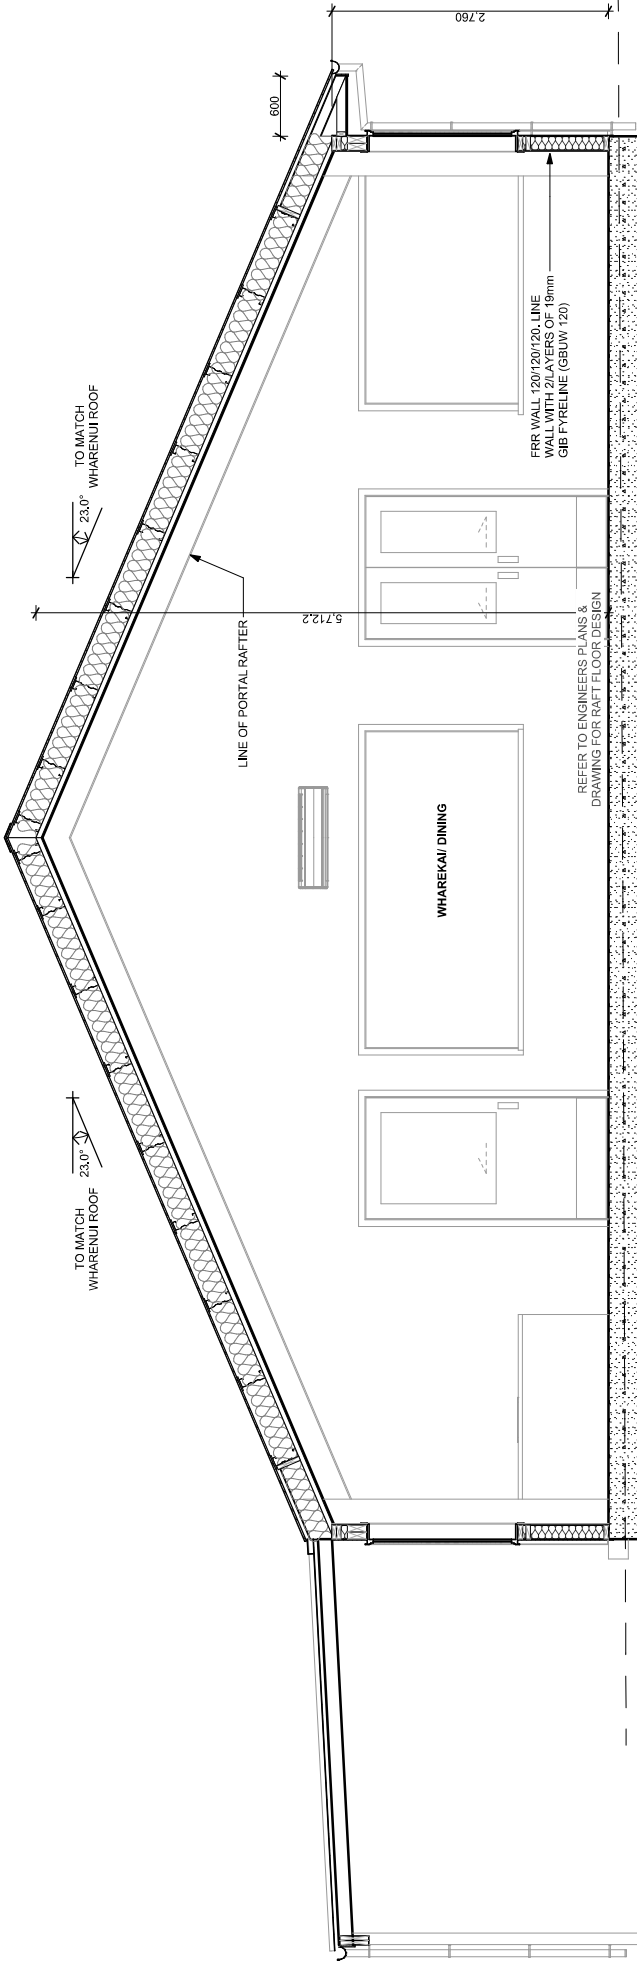 TO MATCH
WHARENUI ROOF
23.0°
TO MATCH
WHARENUI ROOF
23.0°
600
2,760
5,712.2
LINE OF PORTAL RAFTER
WHAREKAI/ DINING
FRR WALL 120/120/120. LINE
WALL WITH 2/LAYERS OF 19mm
GIB FYRELINE (GBUW 120)
REFER TO ENGINEERS PLANS &
DRAWING FOR RAFT FLOOR DESIGN